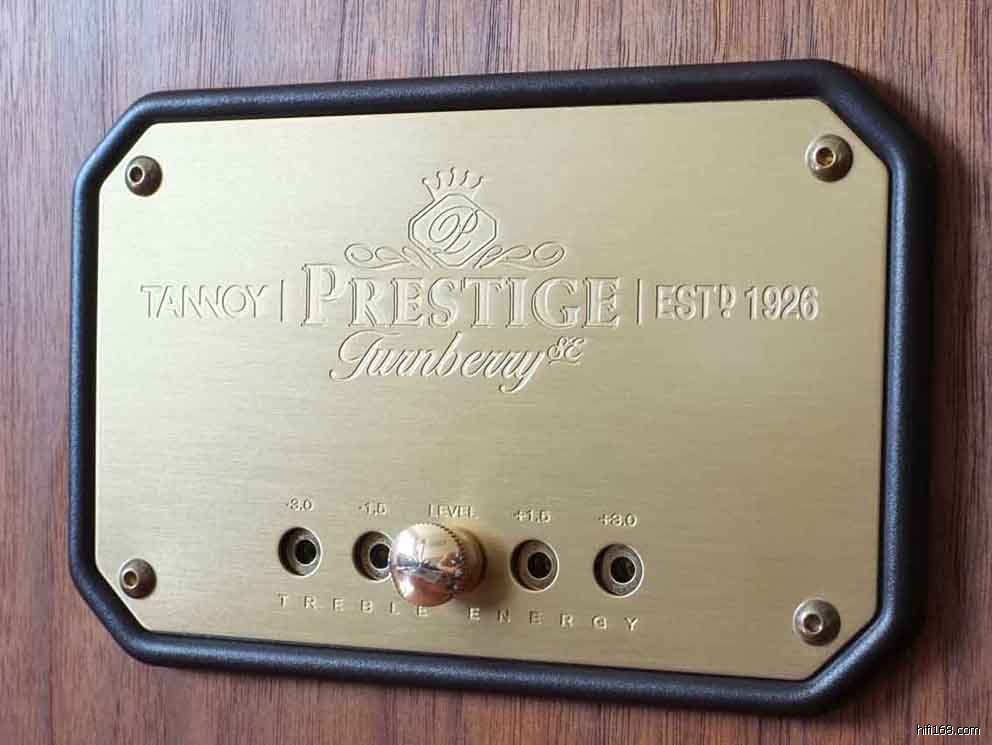 P
TANNOY | PRESTIGE | ESTD. 1926
Turnberry SE
-3.0 -1.5 LEVEL +1.5 +3.0
TREBLE ENERGY
hifi168.com